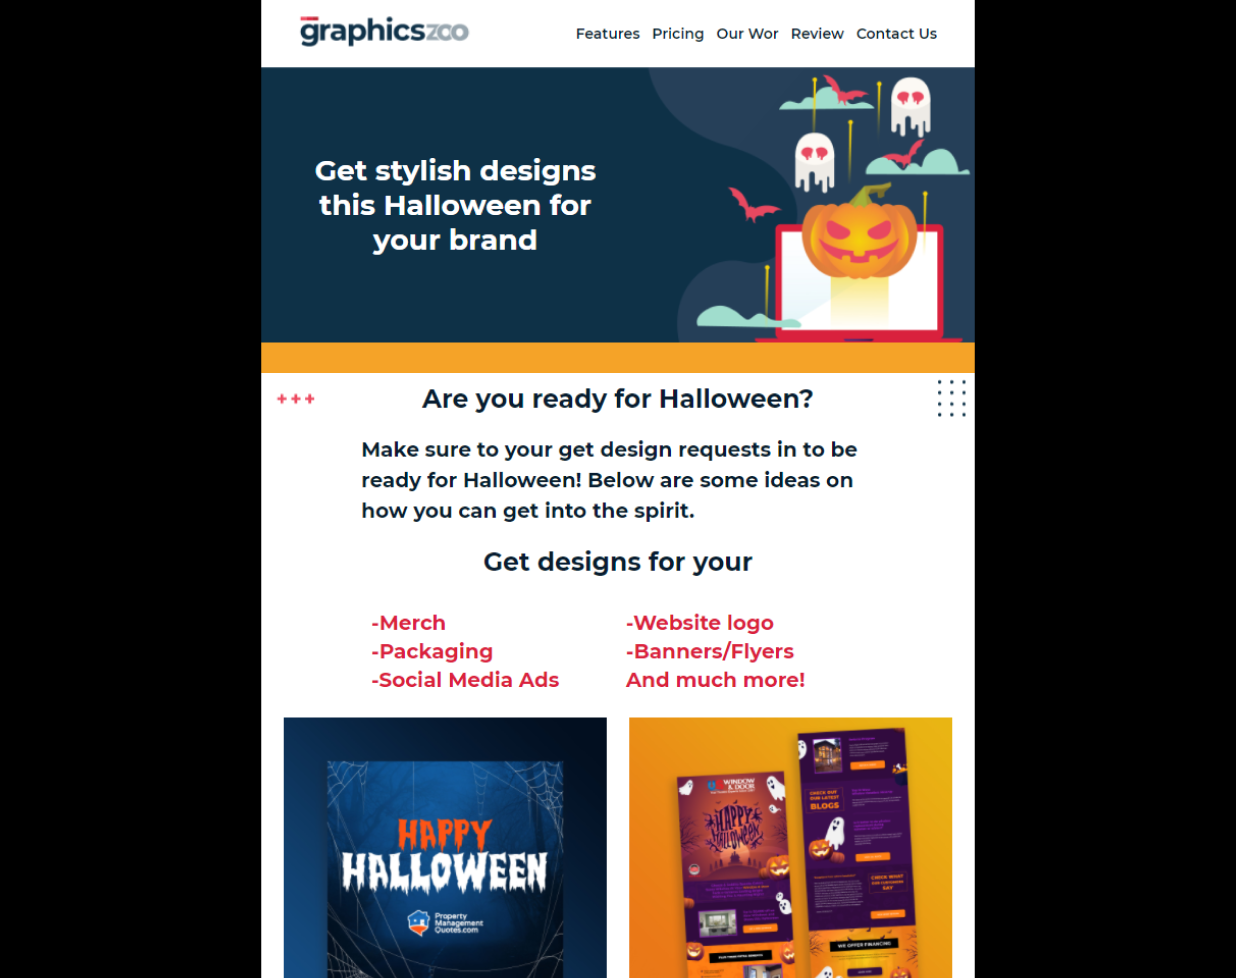 graphicszoo
Features Pricing Our Wor Review Contact Us
Get stylish designs
this Halloween for
your brand
Are you ready for Halloween?
Make sure to your get design requests in to be
ready for Halloween! Below are some ideas on
how you can get into the spirit.
Get designs for your
-Merch
-Packaging
-Social Media Ads
-Website logo
-Banners/Flyers
And much more!
HAPPY
HALLOWEEN
Property
Management
Quotes.com
WINDOW
& DOOR
HAPPY
HALLOWEEN
CHECK OUT
OUR LATEST
BLOGS
CHECK WHAT
OUR CUSTOMERS
SAY
WE OFFER FINANCING